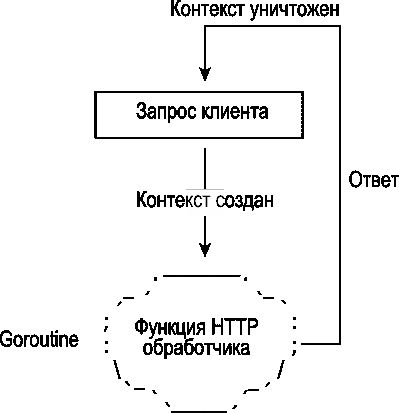 Контекст уничтожен
Запрос клиента
Контекст создан
Ответ
Goroutine
Функция HTTP
обработчика